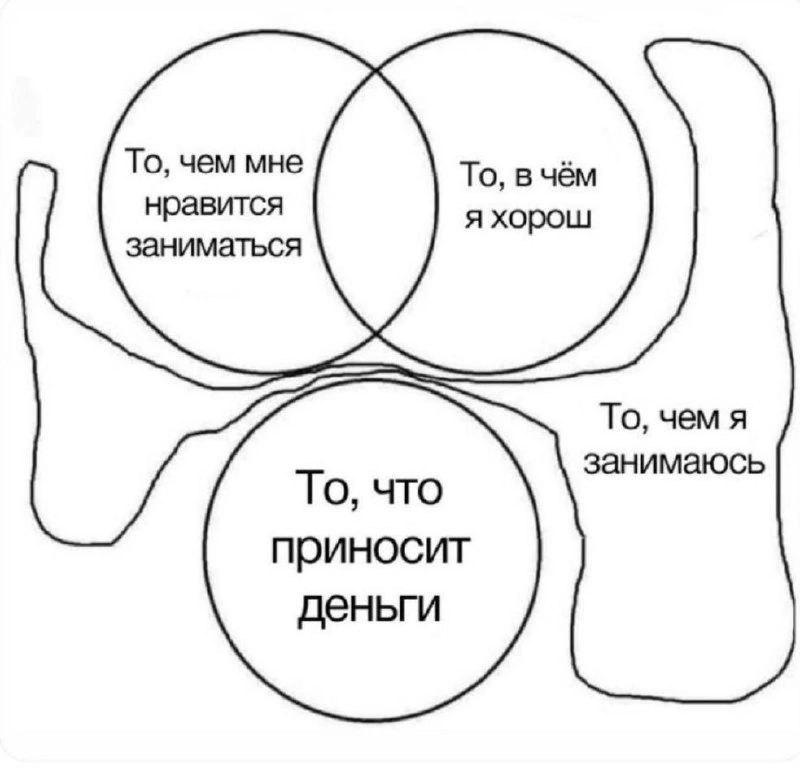 То, чем мне
нравится
заниматься
То, в чём
я хорош
То, чем я
занимаюсь
То, что
приносит
деньги